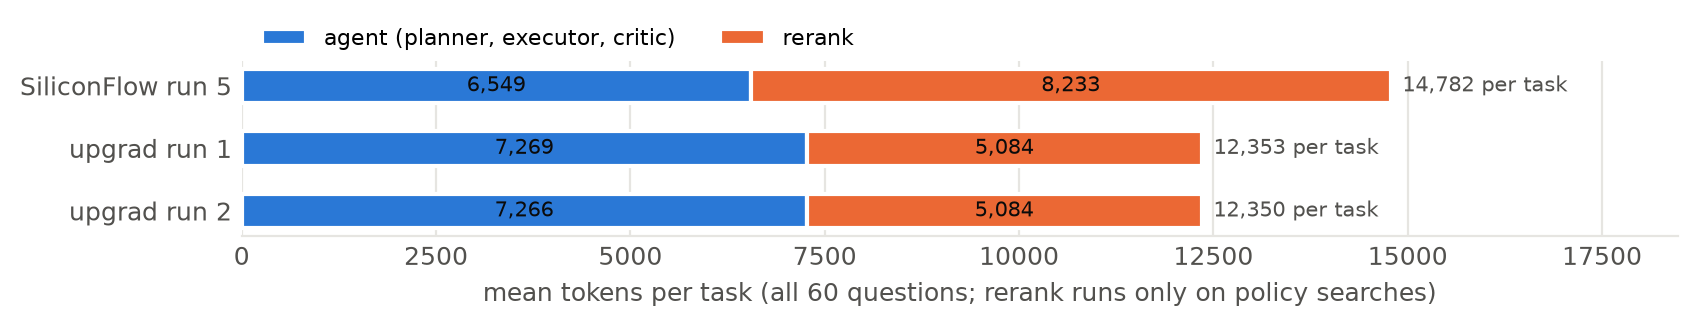 agent (planner, executor, critic) rerank
SiliconFlow run 5 6,549 8,233 14,782 per task
upgrad run 1 7,269 5,084 12,353 per task
upgrad run 2 7,266 5,084 12,350 per task
0 2500 5000 7500 10000 12500 15000 17500
mean tokens per task (all 60 questions; rerank runs only on policy searches)